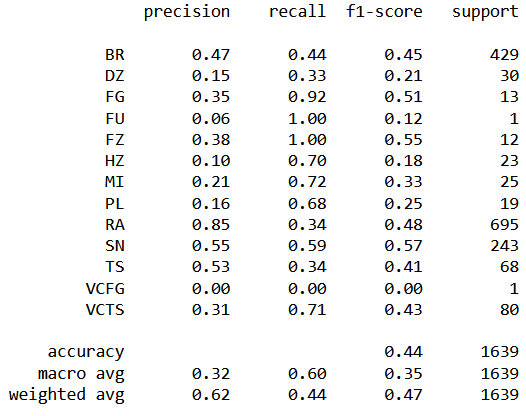 precision recall f1-score support
BR 0.47 0.44 0.45 429
DZ 0.15 0.33 0.21 30
FG 0.35 0.92 0.51 13
FU 0.06 1.00 0.12 1
FZ 0.38 1.00 0.55 12
HZ 0.10 0.70 0.18 23
MI 0.21 0.72 0.33 25
PL 0.16 0.68 0.25 19
RA 0.85 0.34 0.48 695
SN 0.55 0.59 0.57 243
TS 0.53 0.34 0.41 68
VCFG 0.00 0.00 0.00 1
VCTS 0.31 0.71 0.43 80
accuracy 0.44 1639
macro avg 0.32 0.60 0.35 1639
weighted avg 0.62 0.44 0.47 1639